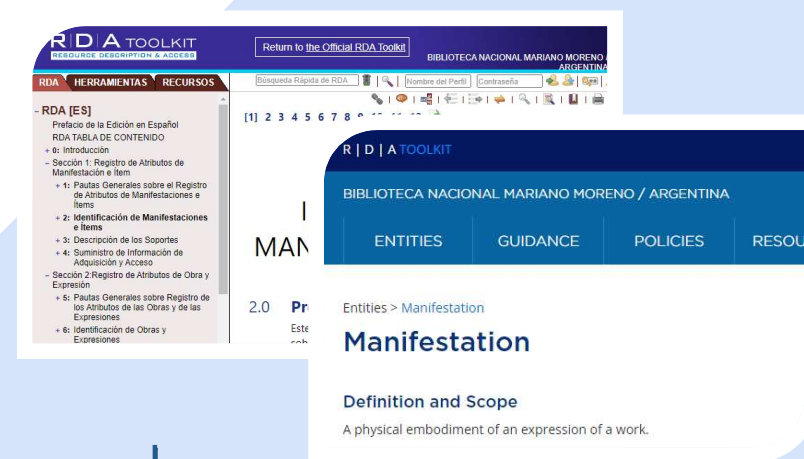 R|D|A TOOLKIT
RESOURCE DESCRIPTION & ACCESS
Return to the Official RDA Toolkit
BIBLIOTECA NACIONAL MARIANO MORENO
ARGENTINA
RDA HERRAMIENTAS RECURSOS
Búsqueda Rápida de RDA
Nombre del Perfil
Contraseña
- RDA [ES]
Prefacio de la Edición en Español
RDA TABLA DE CONTENIDO
+ 0: Introducción
– Sección 1: Registro de Atributos de
Manifestación e Ítem
+ 1: Pautas Generales sobre el Registro
de Atributos de Manifestaciones e
Ítems
+ 2: Identificación de Manifestaciones
e Ítems
+ 3: Descripción de los Soportes
+ 4: Suministro de Información de
Adquisición y Acceso
– Sección 2:Registro de Atributos de Obra y
Expresión
+ 5: Pautas Generales sobre Registro de
los Atributos de las Obras y de las
Expresiones
+ 6: Identificación de Obras y
Expresiones
[1] 2 3 4 5 6 7 8
I
MAN
2.0 Pr
Este
R | D | A TOOLKIT
BIBLIOTECA NACIONAL MARIANO MORENO / ARGENTINA
ENTITIES GUIDANCE POLICIES RESOU
Entities > Manifestation
Manifestation
Definition and Scope
A physical embodiment of an expression of a work.